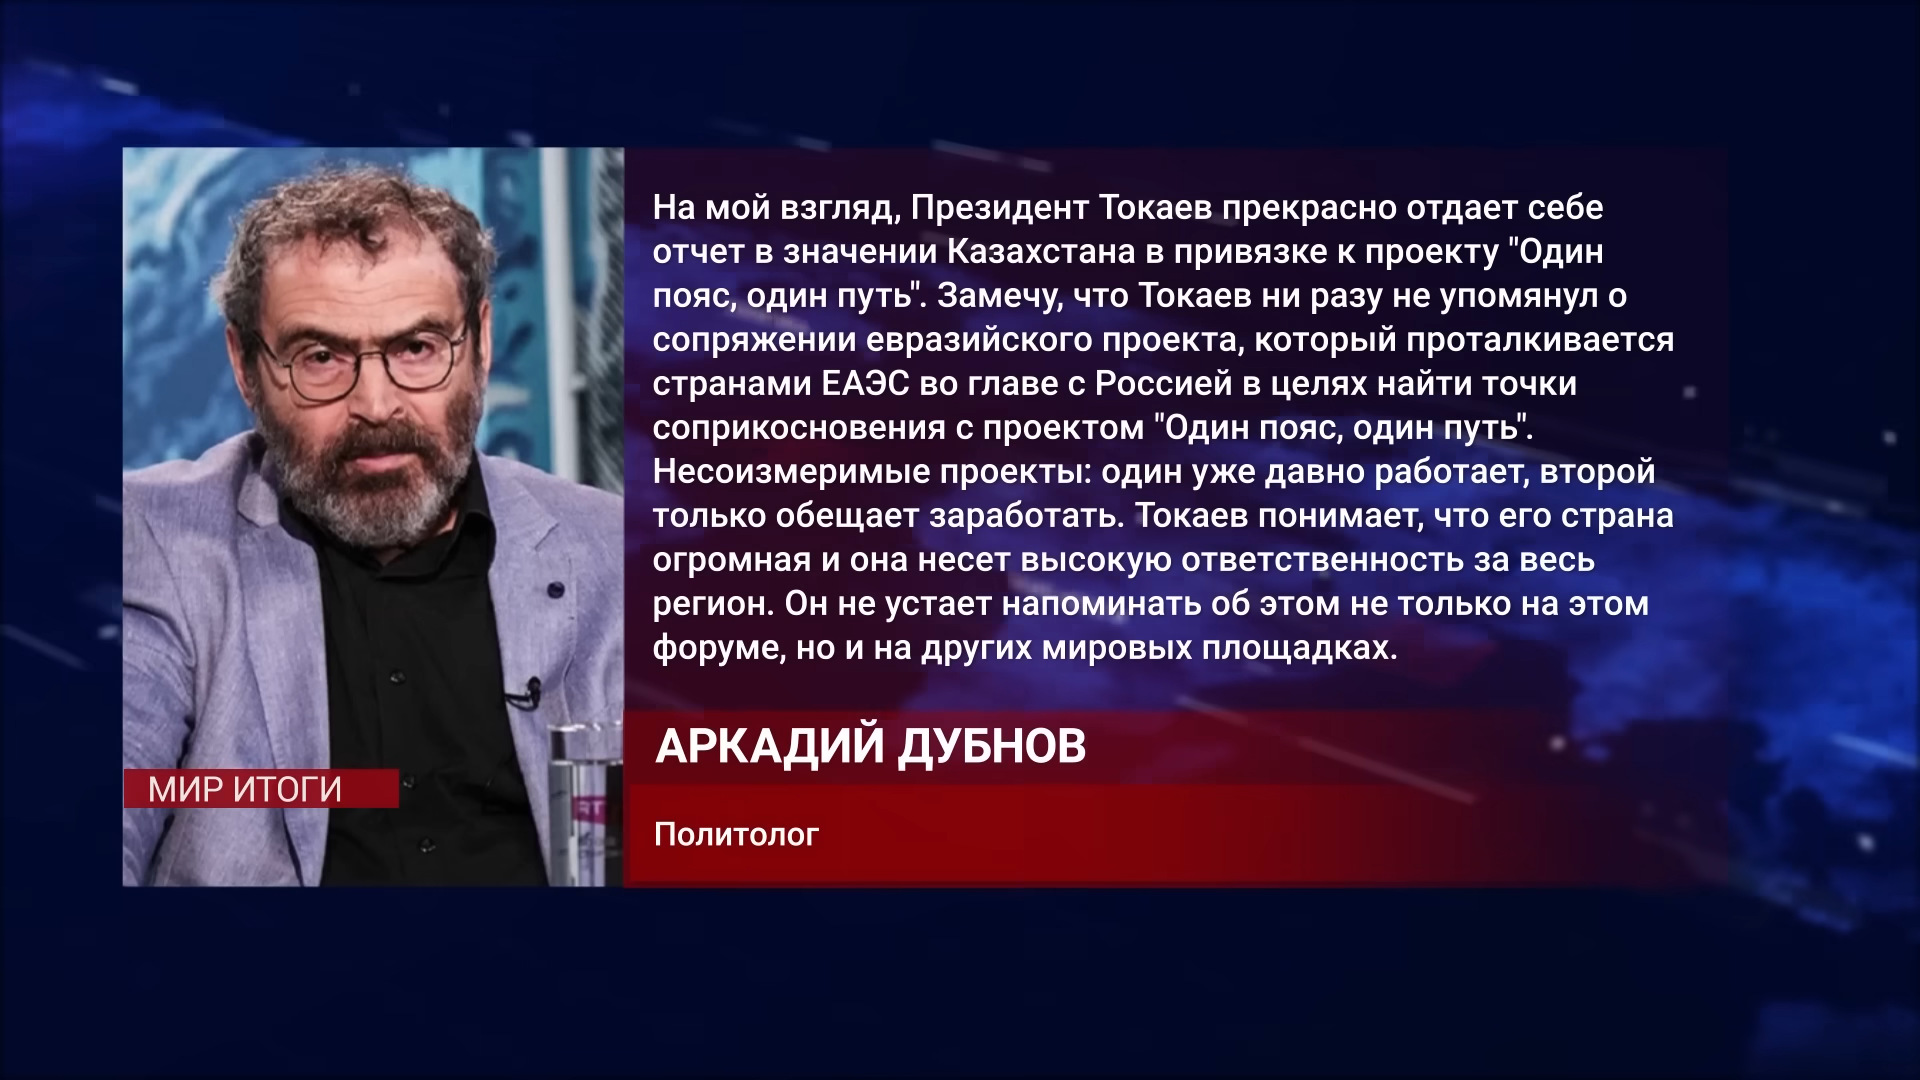 На мой взгляд, Президент Токаев прекрасно отдает себе
отчет в значении Казахстана в привязке к проекту "Один
пояс, один путь". Замечу, что Токаев ни разу не упомянул о
сопряжении евразийского проекта, который проталкивается
странами ЕАЭС во главе с Россией в целях найти точки
соприкосновения с проектом "Один пояс, один путь".
Несоизмеримые проекты: один уже давно работает, второй
только обещает заработать. Токаев понимает, что его страна
огромная и она несет высокую ответственность за весь
регион. Он не устает напоминать об этом не только на этом
форуме, но и на других мировых площадках.
АРКАДИЙ ДУБНОВ
МИР ИТОГИ
Политолог